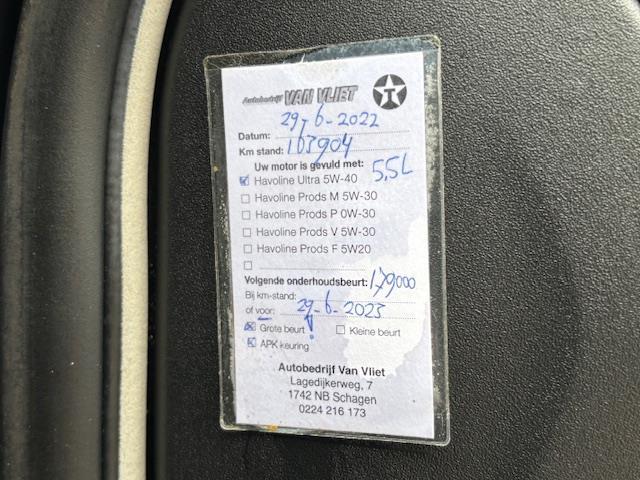 Autobedrijf VAN VLIET
Datum: 29-6-2022
Km stand: 163904
Uw motor is gevuld met: 5,5L
Havoline Ultra 5W-40
Havoline Prods M 5W-30
Havoline Prods P 0W-30
Havoline Prods V 5W-30
Havoline Prods F 5W20
Volgende onderhoudsbeurt: 179000
Bij km-stand:
of voor: 29-6-2023
Grote beurt ! Kleine beurt
APK keuring
Autobedrijf Van Vliet
Lagedijkerweg, 7
1742 NB Schagen
0224 216 173